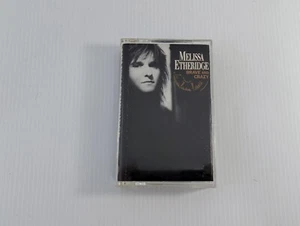 MELISSA
ETHERIDGE
BRAVE AND
CRAZY